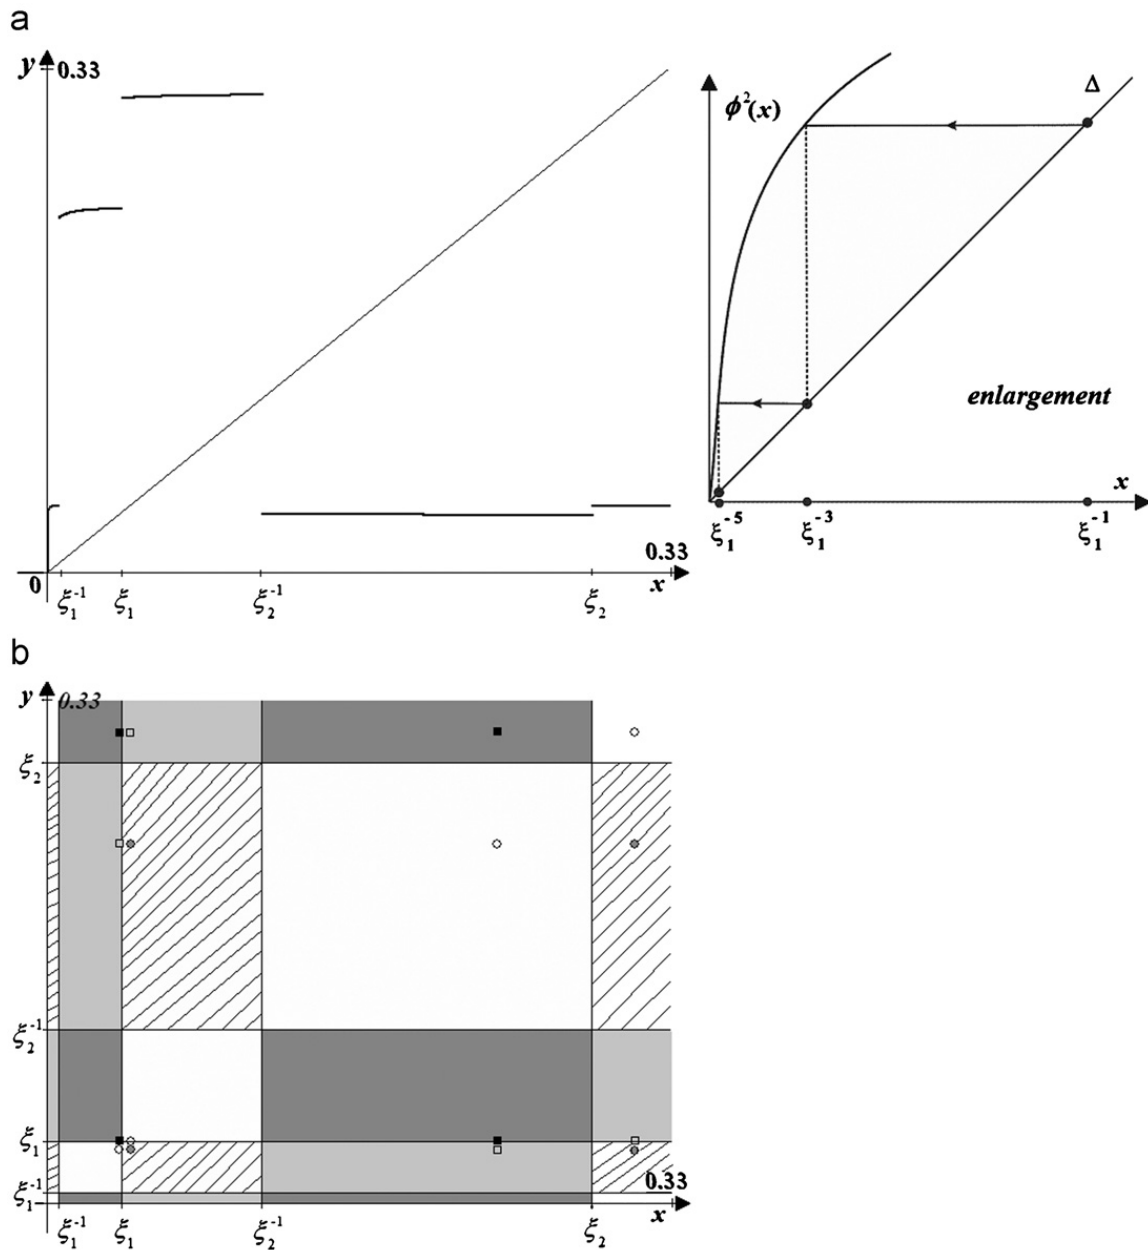 a
y 0.33
ϕ²(x)
Δ
enlargement
x
ξ₁⁻⁵ ξ₁⁻³ ξ₁⁻¹
0.33
0 ξ₁⁻¹ ξ₁ ξ₂⁻¹ ξ₂ x
b
y 0.33
ξ₂
ξ₂⁻¹
ξ₁
ξ₁⁻¹
0.33
ξ₁⁻¹ ξ₁ ξ₂⁻¹ ξ₂ x